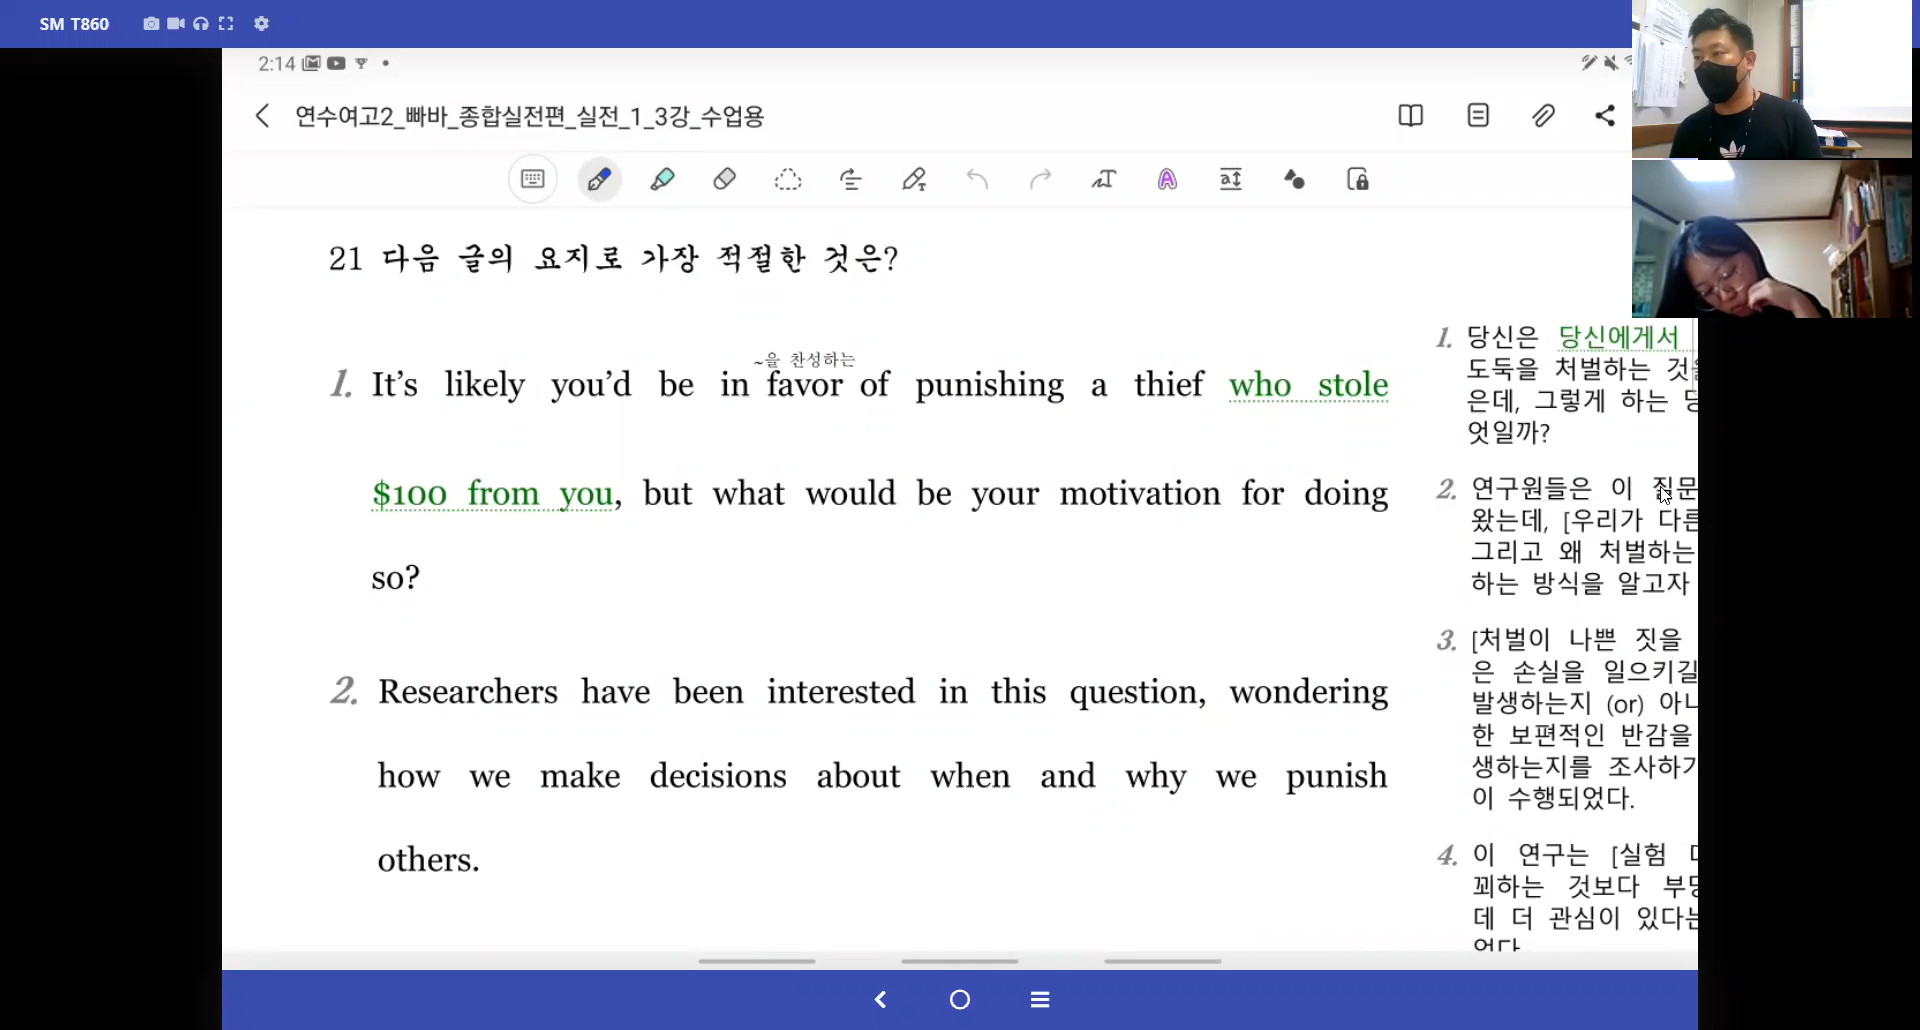 SM T860
2:14
연수여고2_빠바_종합실전편_실전_1_3강_수업용
21 다음 글의 요지로 가장 적절한 것은?
~을 찬성하는
1. It's likely you'd be in favor of punishing a thief who stole
$100 from you, but what would be your motivation for doing
so?
2. Researchers have been interested in this question, wondering
how we make decisions about when and why we punish
others.
1. 당신은 당신에게서
도둑을 처벌하는
은데, 그렇게 하는
엇일까?
2. 연구원들은 이 질문
왔는데, [우리가 다른
그리고 왜 처벌하는
하는 방식을 알고자
3. [처벌이 나쁜 짓을
은 손실을 일으키길
발생하는지 (or)
한 보편적인 반감을
생하는지를 조사하기
이 수행되었다.
4. 이 연구는 [실험
꾀하는 것보다
데 더 관심이 있다는
었다